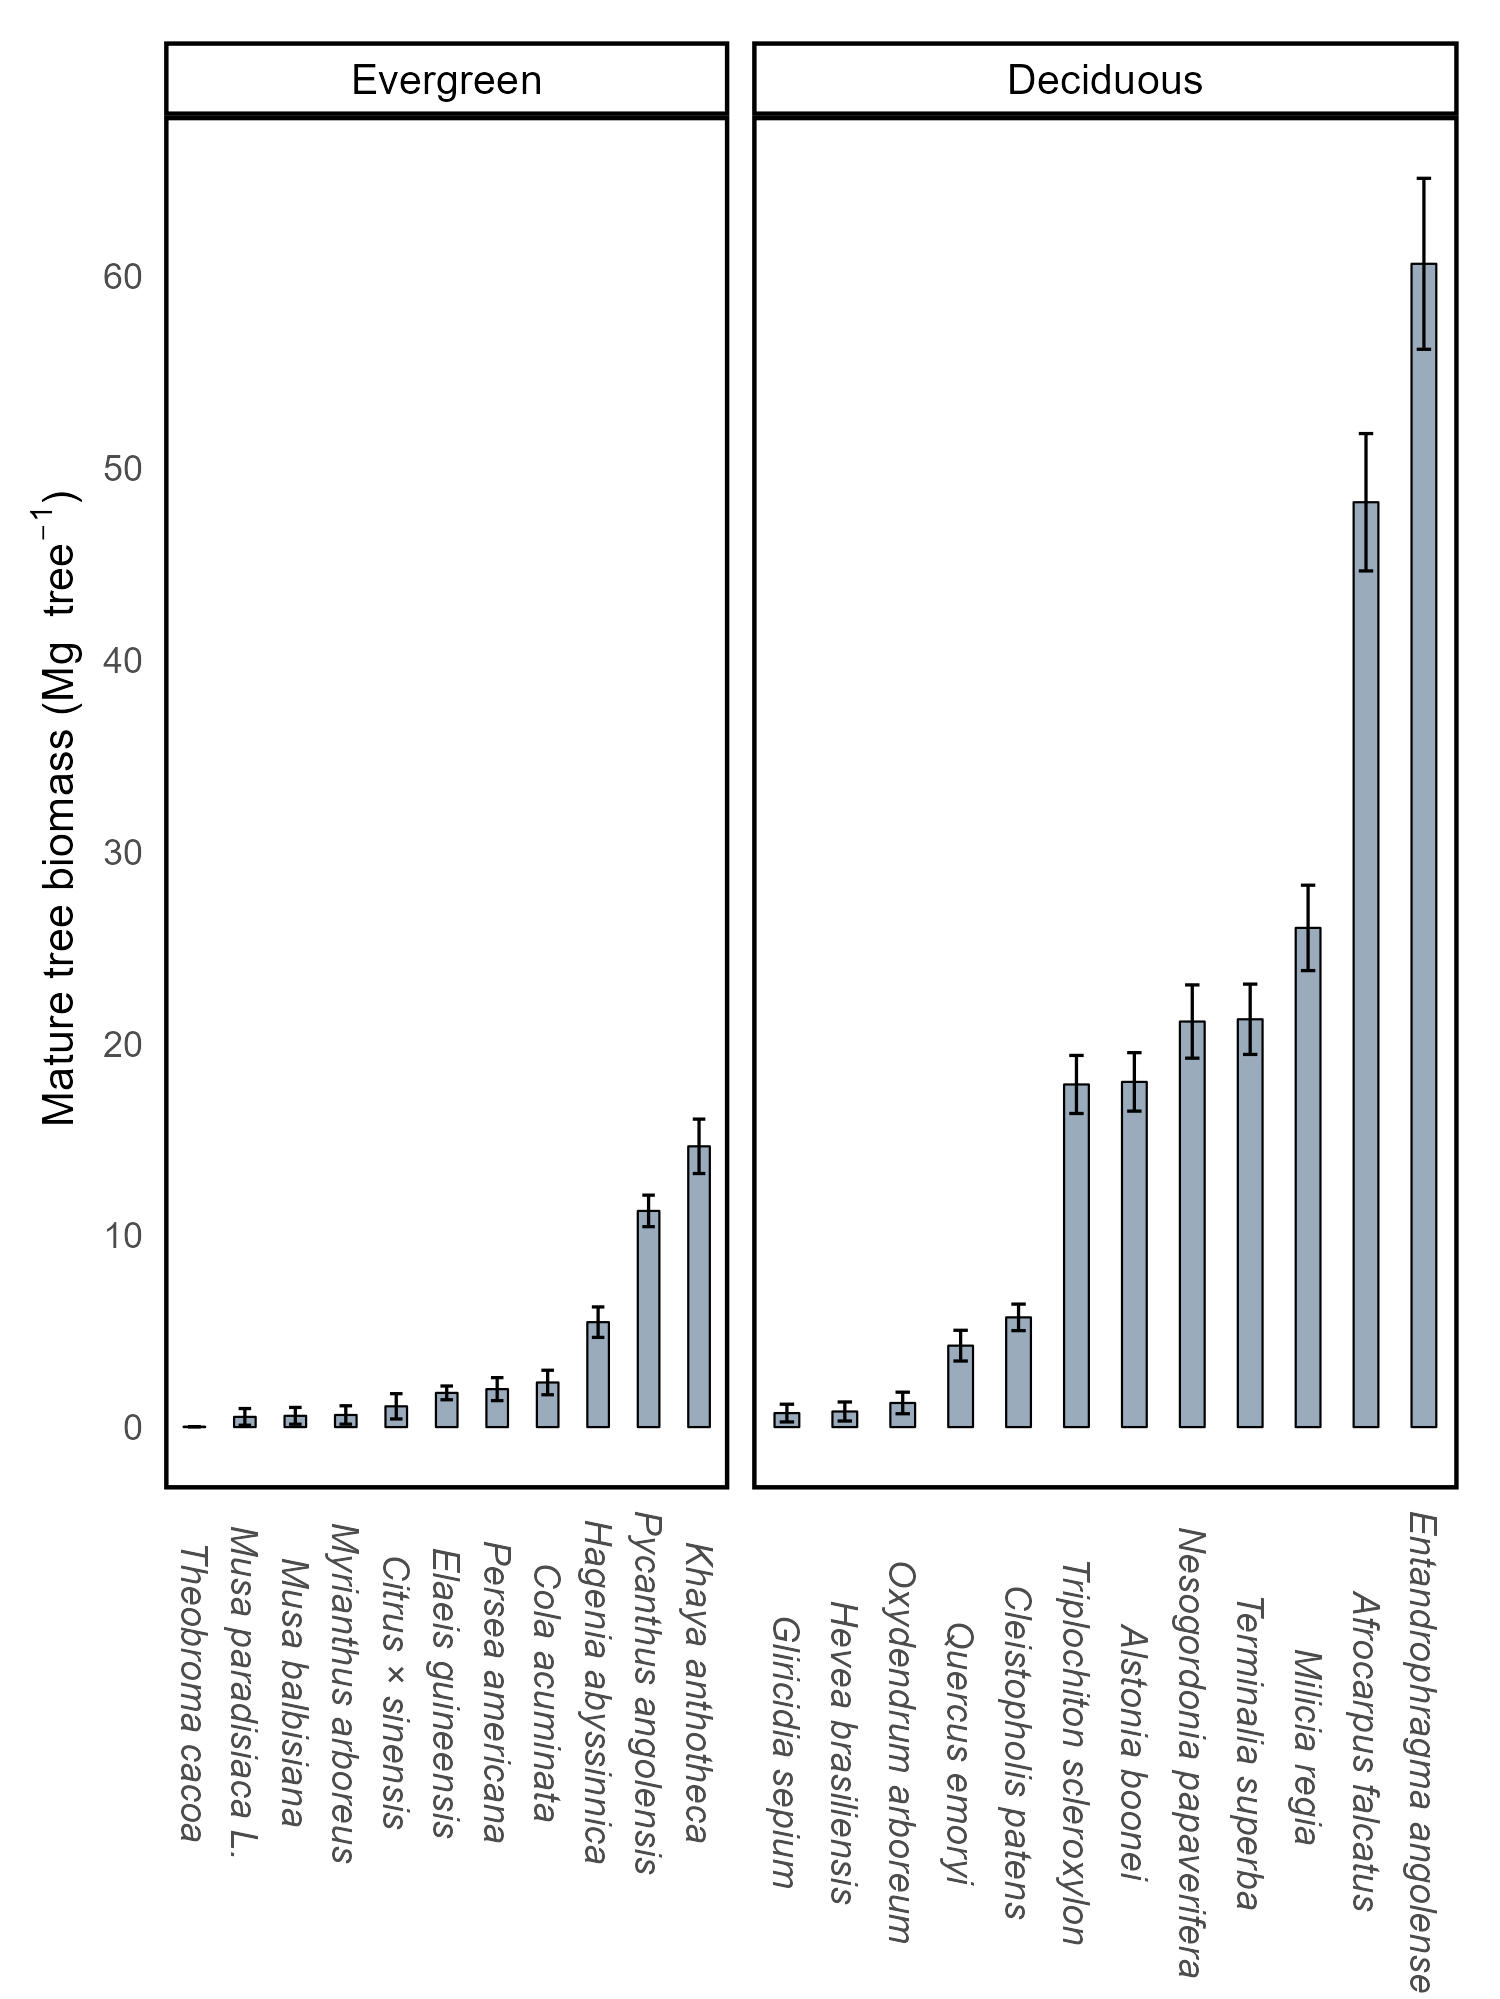 Evergreen
Deciduous
Mature tree biomass (Mg tree⁻¹)
60
50
40
30
20
10
0
Theobroma cacoa
Musa paradisiaca L.
Musa balbisiana
Myrianthus arboreus
Citrus × sinensis
Elaeis guineensis
Persea americana
Cola acuminata
Hagenia abyssinnica
Pycanthus angolensis
Khaya anthotheca
Gliricidia sepium
Hevea brasiliensis
Oxydendrum arboreum
Quercus emoryi
Cleistopholis patens
Triplochiton scleroxylon
Alstonia boonei
Nesogordonia papaverifera
Terminalia superba
Milicia regia
Afrocarpus falcatus
Entandrophragma angolense